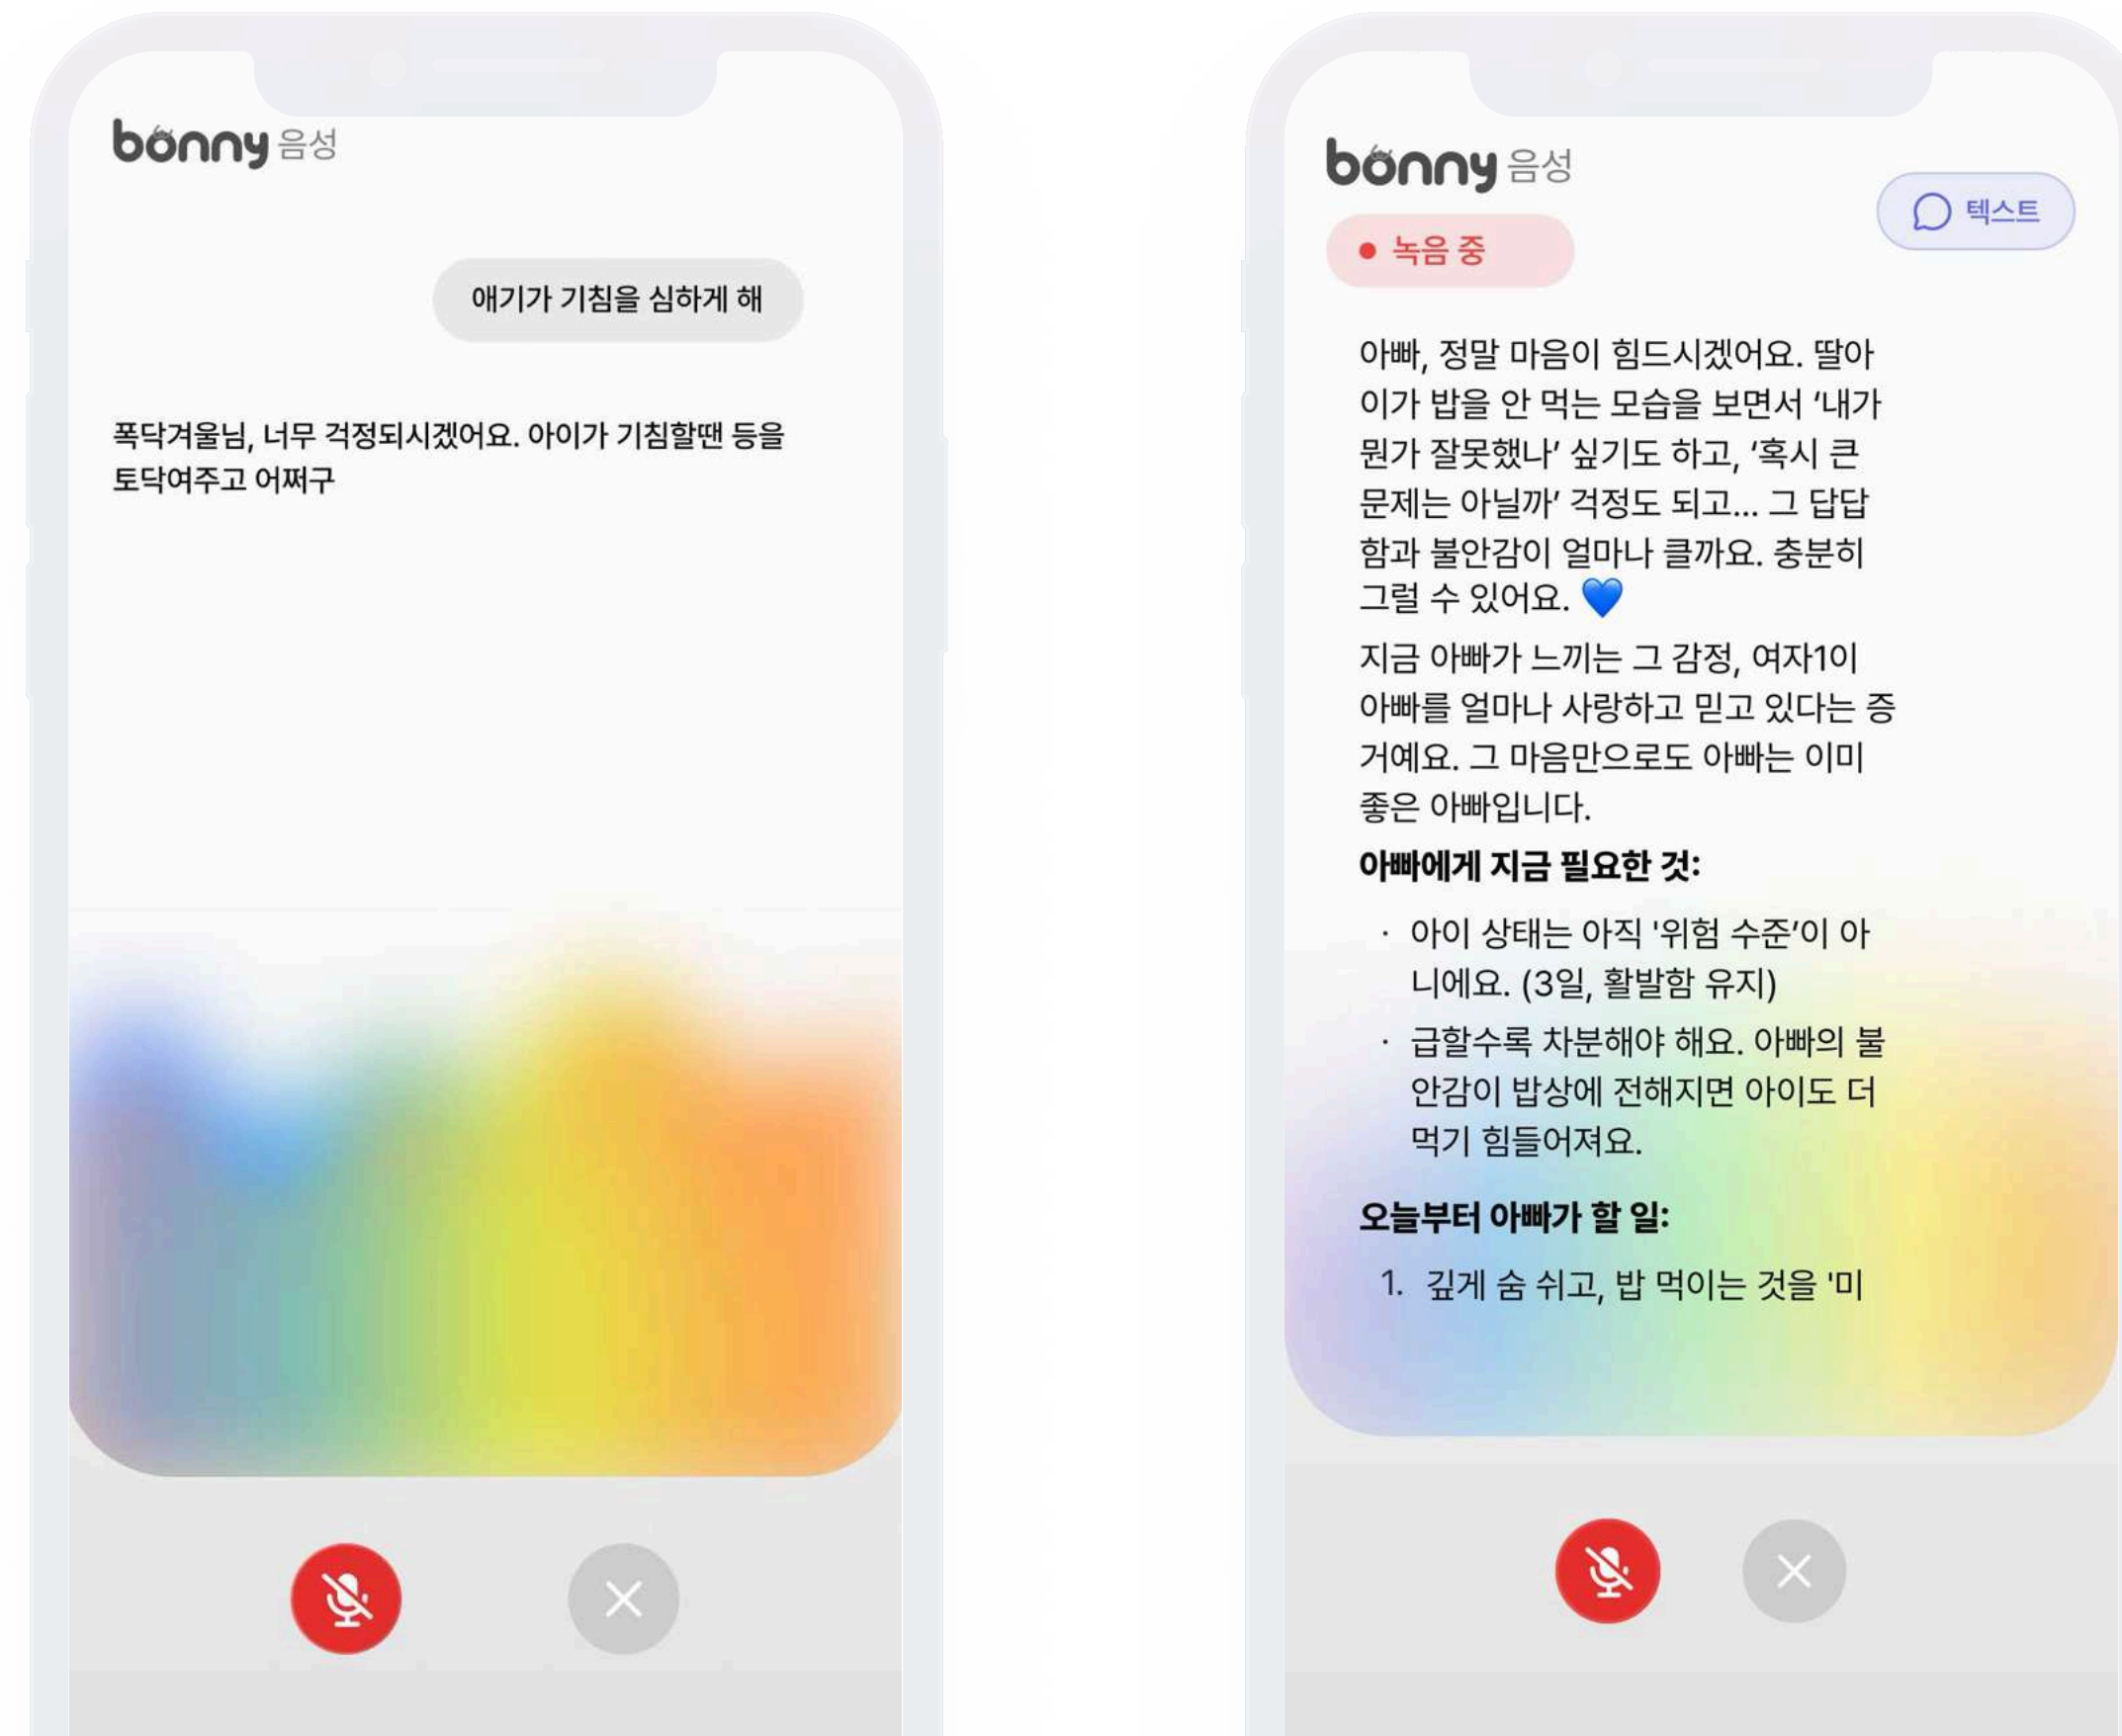 bonny 음성
애기가 기침을 심하게 해
폭닥겨울님, 너무 걱정되시겠어요. 아이가 기침할땐 등을
토닥여주고 어쩌구
bonny 음성
텍스트
녹음 중
아빠, 정말 마음이 힘드시겠어요. 딸아
이가 밥을 안 먹는 모습을 보면서 ‘내가
뭔가 잘못했나’ 싶기도 하고, ‘혹시 큰
문제는 아닐까’ 걱정도 되고... 그 답답
함과 불안감이 얼마나 클까요. 충분히
그럴 수 있어요. 💙
지금 아빠가 느끼는 그 감정, 여자1이
아빠를 얼마나 사랑하고 믿고 있다는 증
거예요. 그 마음만으로도 아빠는 이미
좋은 아빠입니다.
아빠에게 지금 필요한 것:
· 아이 상태는 아직 '위험 수준’이 아
니에요. (3일, 활발함 유지)
· 급할수록 차분해야 해요. 아빠의 불
안감이 밥상에 전해지면 아이도 더
먹기 힘들어져요.
오늘부터 아빠가 할 일:
1. 깊게 숨 쉬고, 밥 먹이는 것을 '미